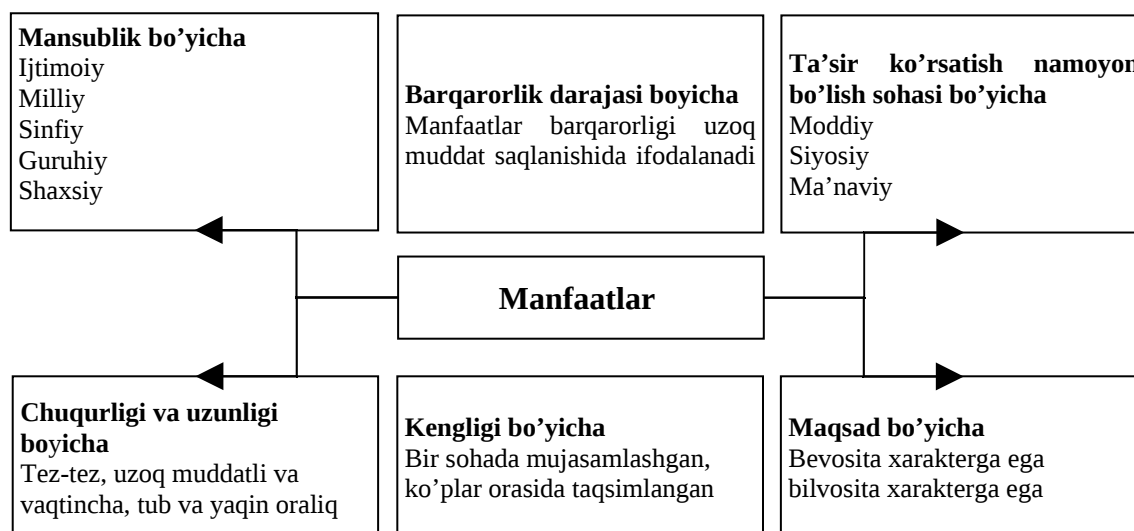 Mansublik bo’yicha
Ijtimoiy
Milliy
Sinfiy
Guruhiy
Shaxsiy
Barqarorlik darajasi boyicha
Manfaatlar barqarorligi uzoq
muddat saqlanishida ifodalanadi
Ta’sir ko’rsatish namoyon
bo’lish sohasi bo’yicha
Moddiy
Siyosiy
Ma’naviy
Manfaatlar
Chuqurligi va uzunligi
boyicha
Tez-tez, uzoq muddatli va
vaqtincha, tub va yaqin oraliq
Kengligi bo’yicha
Bir sohada mujasamlashgan,
ko’plar orasida taqsimlangan
Maqsad bo’yicha
Bevosita xarakterga ega
bilvosita xarakterga ega